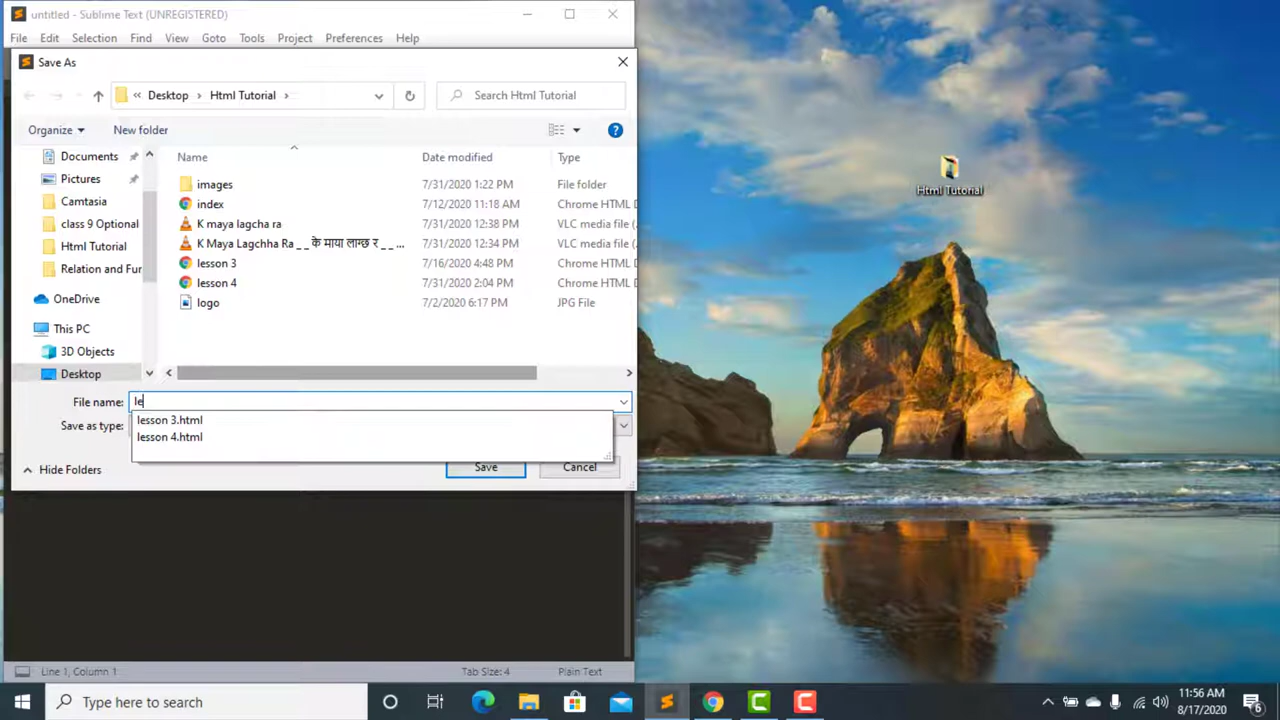 untitled - Sublime Text (UNREGISTERED)
File Edit Selection Find View Goto Tools Project Preferences Help
Save As
« Desktop › Html Tutorial ›
Search Html Tutorial
Organize
New folder
Name Date modified Type
Documents
Pictures
Camtasia
class 9 Optional
Html Tutorial
Relation and Fur
OneDrive
This PC
3D Objects
Desktop
images 7/31/2020 1:22 PM File folder
index 7/12/2020 11:18 AM Chrome HTML D
K maya lagcha ra 7/31/2020 12:38 PM VLC media file (.
K Maya Lagchha Ra _ _ के माया लाग्छ र _ _ ... 7/31/2020 12:34 PM VLC media file (.
lesson 3 7/16/2020 4:48 PM Chrome HTML D
lesson 4 7/31/2020 2:04 PM Chrome HTML D
logo 7/2/2020 6:17 PM JPG File
File name: le
lesson 3.html
lesson 4.html
Save as type:
Hide Folders
Save
Cancel
Line 1, Column 1
Tab Size: 4
Plain Text
Html Tutorial
Type here to search
11:56 AM
8/17/2020
6